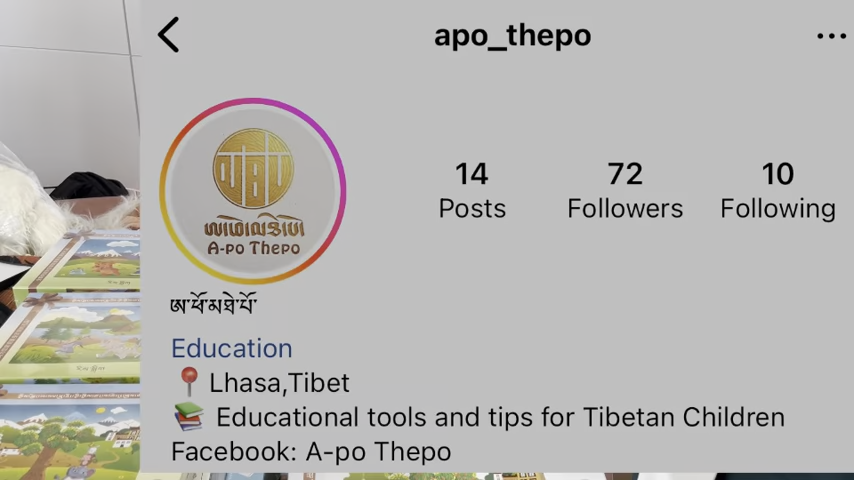 apo_thepo
14
72
10
Posts
Followers
Following
A-po Thepo
ཨ་ཕོ་མཐེ་པོ་
Education
📍 Lhasa,Tibet
📚 Educational tools and tips for Tibetan Children
Facebook: A-po Thepo